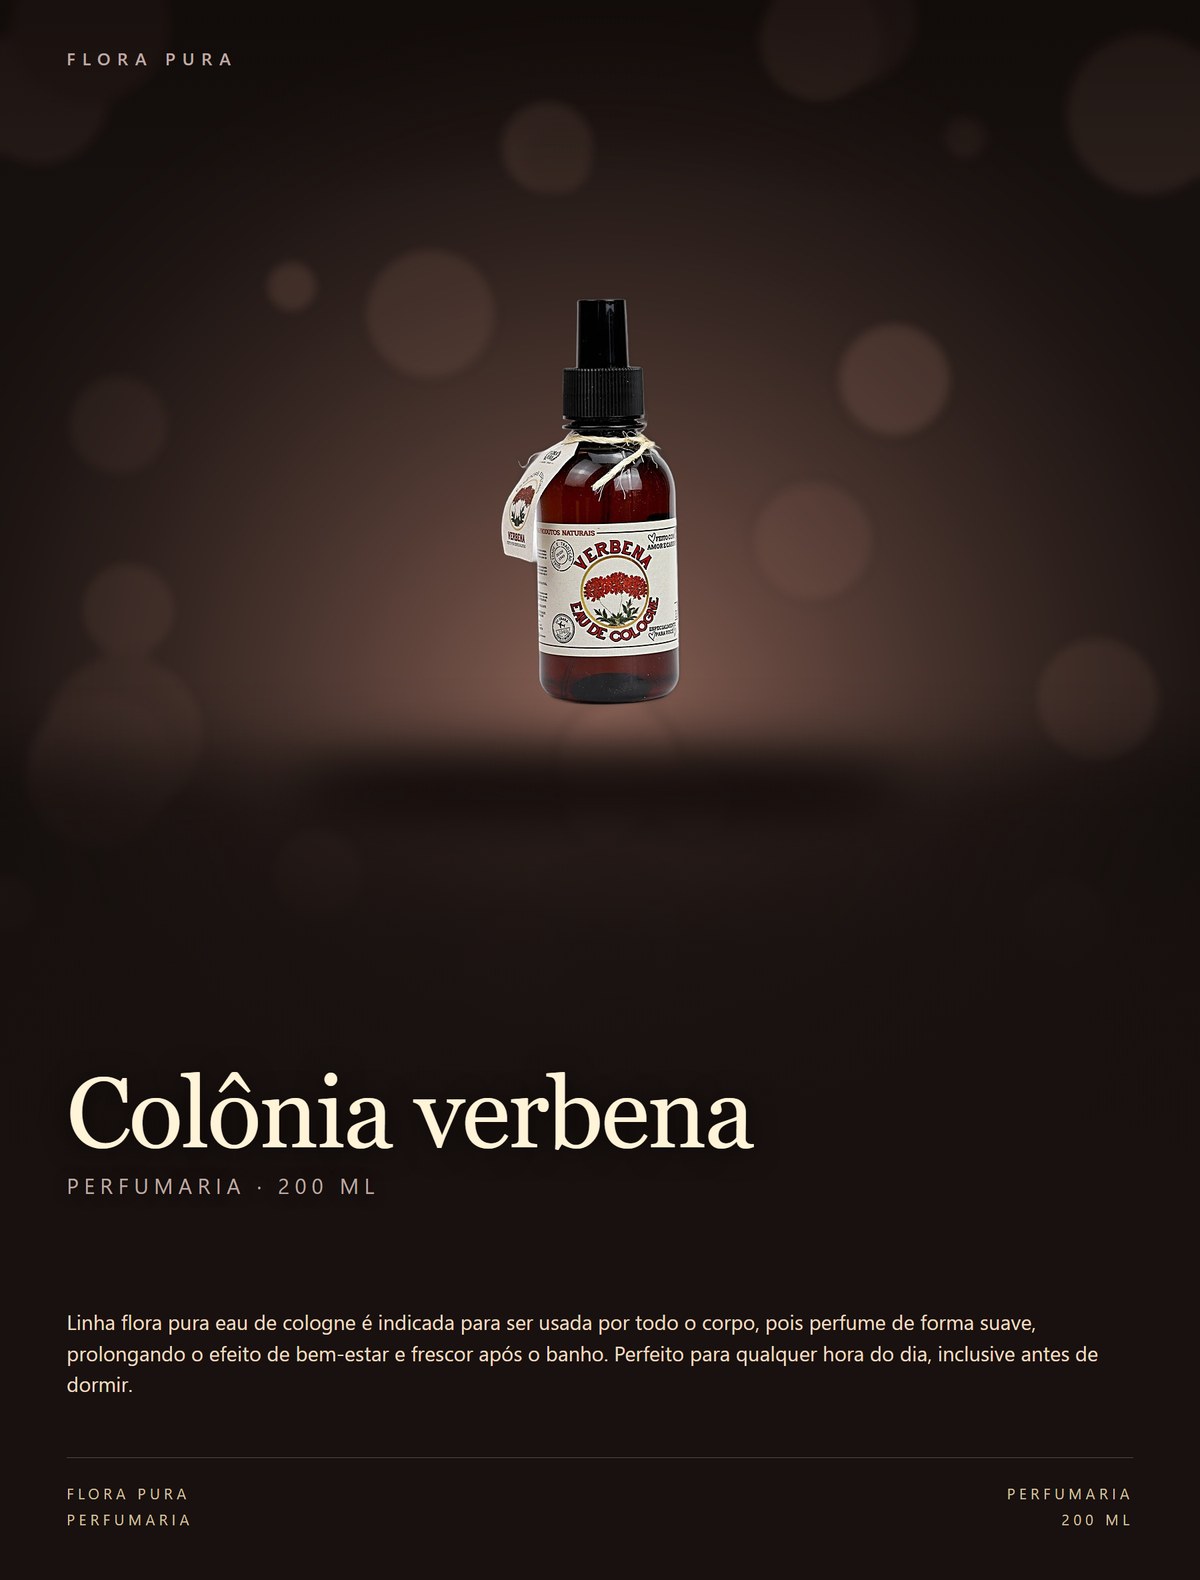 FLORA PURA
PRODUTOS NATURAIS
FEITO COM
VERBENA
EAU DE COLOGNE
ESPECIALMENTE
PARA VOCÊ
VERBENA
Colônia verbena
PERFUMARIA · 200 ML
Linha flora pura eau de cologne é indicada para ser usada por todo o corpo, pois perfume de forma suave,
prolongando o efeito de bem-estar e frescor após o banho. Perfeito para qualquer hora do dia, inclusive antes de
dormir.
FLORA PURA
PERFUMARIA
PERFUMARIA
200 ML